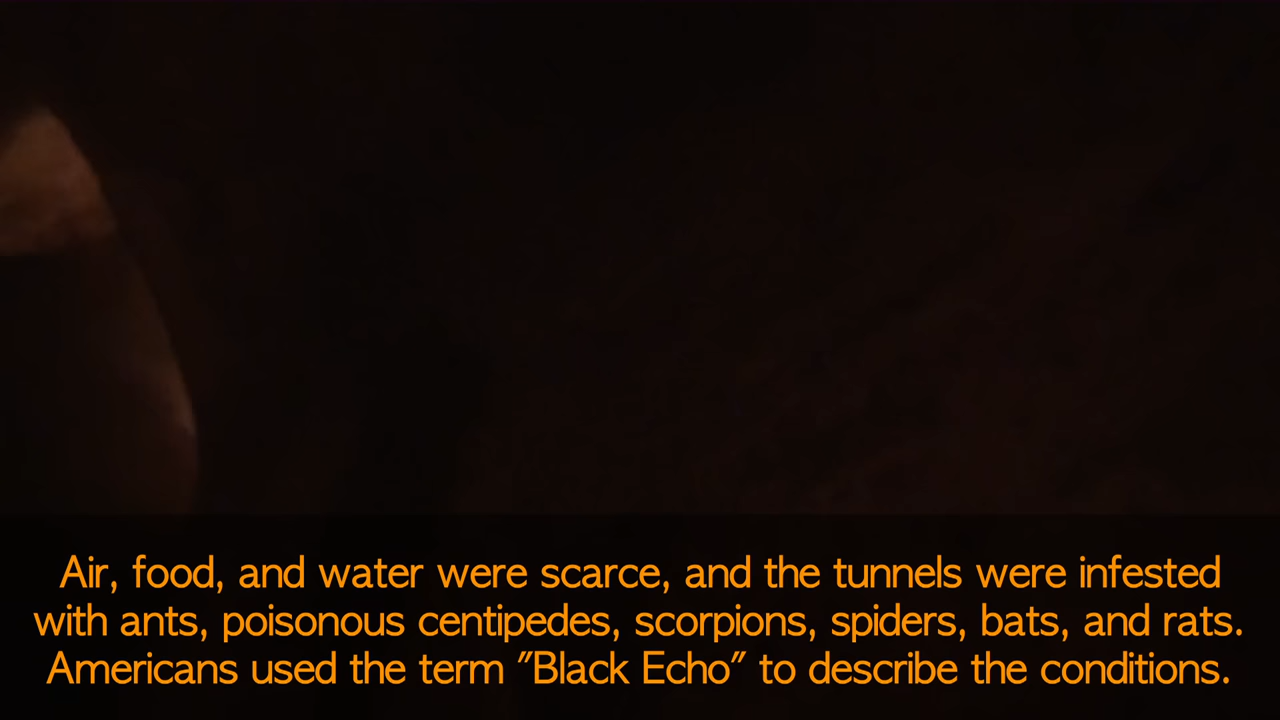 Air, food, and water were scarce, and the tunnels were infested
with ants, poisonous centipedes, scorpions, spiders, bats, and rats.
Americans used the term "Black Echo" to describe the conditions.